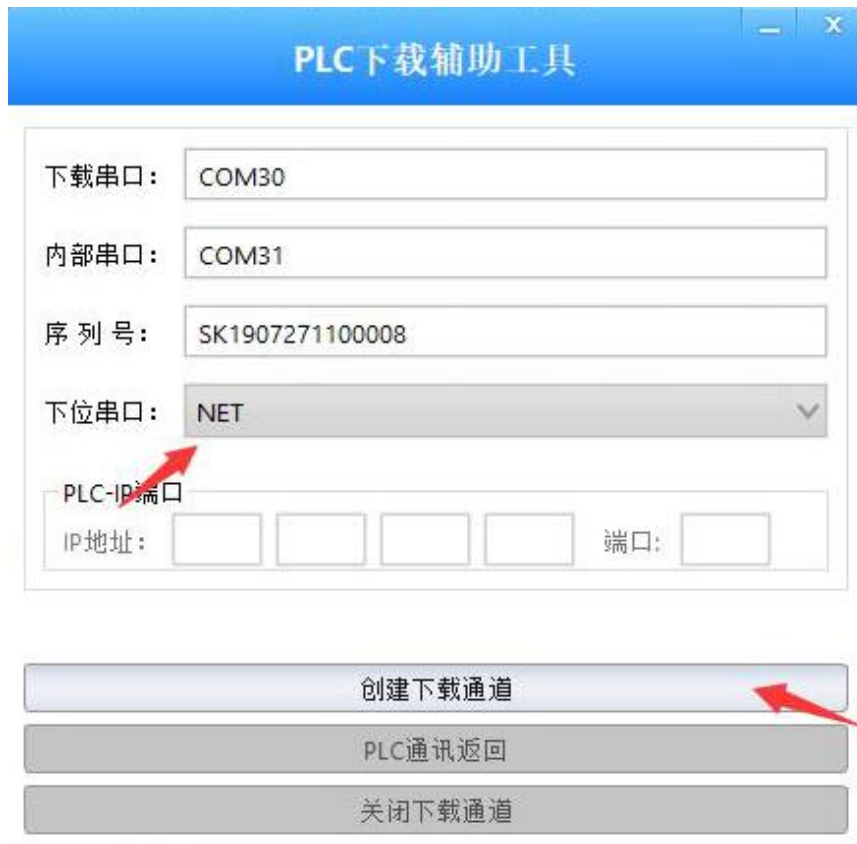 PLC下载辅助工具
下载串口： COM30
内部串口： COM31
序 列 号： SK1907271100008
下位串口： NET
PLC-IP端口
IP地址： 端口:
创建下载通道
PLC通讯返回
关闭下载通道